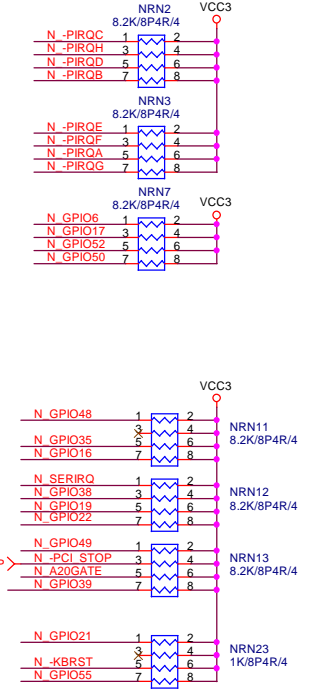 NRN2 VCC3
8.2K/8P4R/4
N_-PIRQC 1 2
N_-PIRQH 3 4
N_-PIRQD 5 6
N_-PIRQB 7 8
NRN3
8.2K/8P4R/4
N_-PIRQE 1 2
N_-PIRQF 3 4
N_-PIRQA 5 6
N_-PIRQG 7 8
NRN7 VCC3
8.2K/8P4R/4
N_GPIO6 1 2
N_GPIO17 3 4
N_GPIO52 5 6
N_GPIO50 7 8
VCC3
N_GPIO48 1 2
3 4 NRN11
N_GPIO35 5 6 8.2K/8P4R/4
N_GPIO16 7 8
N_SERIRQ 1 2
N_GPIO38 3 4 NRN12
N_GPIO19 5 6 8.2K/8P4R/4
N_GPIO22 7 8
N_GPIO49 1 2
N_-PCI_STOP 3 4 NRN13
N_A20GATE 5 6 8.2K/8P4R/4
N_GPIO39 7 8
N_GPIO21 1 2
3 4 NRN23
N_-KBRST 5 6 1K/8P4R/4
N_GPIO55 7 8